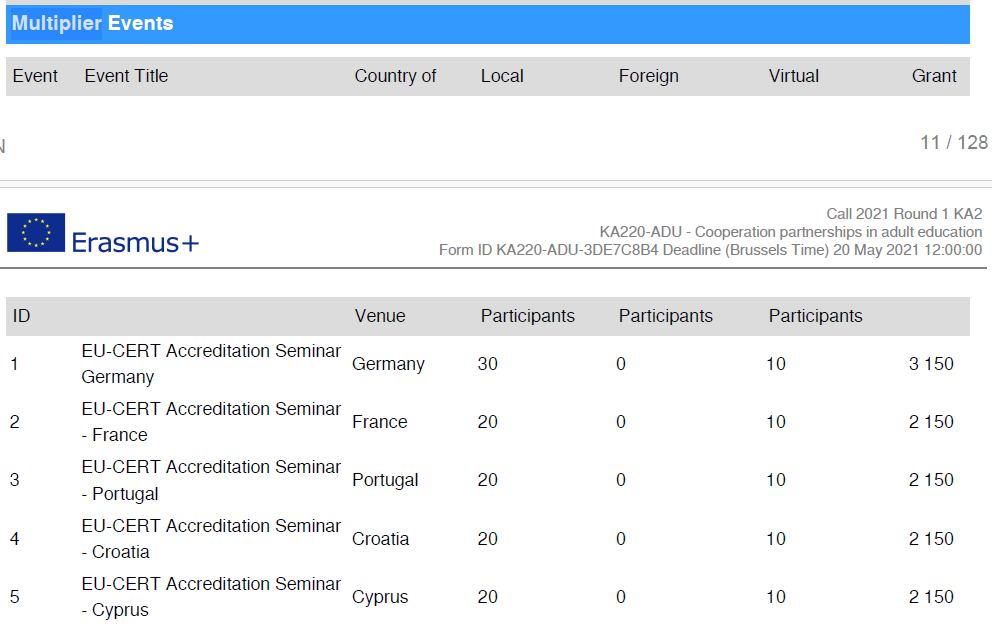 Multiplier Events
Event Event Title Country of Local Foreign Virtual Grant
N
11 / 128
Erasmus+
Call 2021 Round 1 KA2
KA220-ADU - Cooperation partnerships in adult education
Form ID KA220-ADU-3DE7C8B4 Deadline (Brussels Time) 20 May 2021 12:00:00
ID Venue Participants Participants Participants
1 EU-CERT Accreditation Seminar Germany 30 0 10 3 150
Germany
2 EU-CERT Accreditation Seminar France 20 0 10 2 150
- France
3 EU-CERT Accreditation Seminar Portugal 20 0 10 2 150
- Portugal
4 EU-CERT Accreditation Seminar Croatia 20 0 10 2 150
- Croatia
5 EU-CERT Accreditation Seminar Cyprus 20 0 10 2 150
- Cyprus